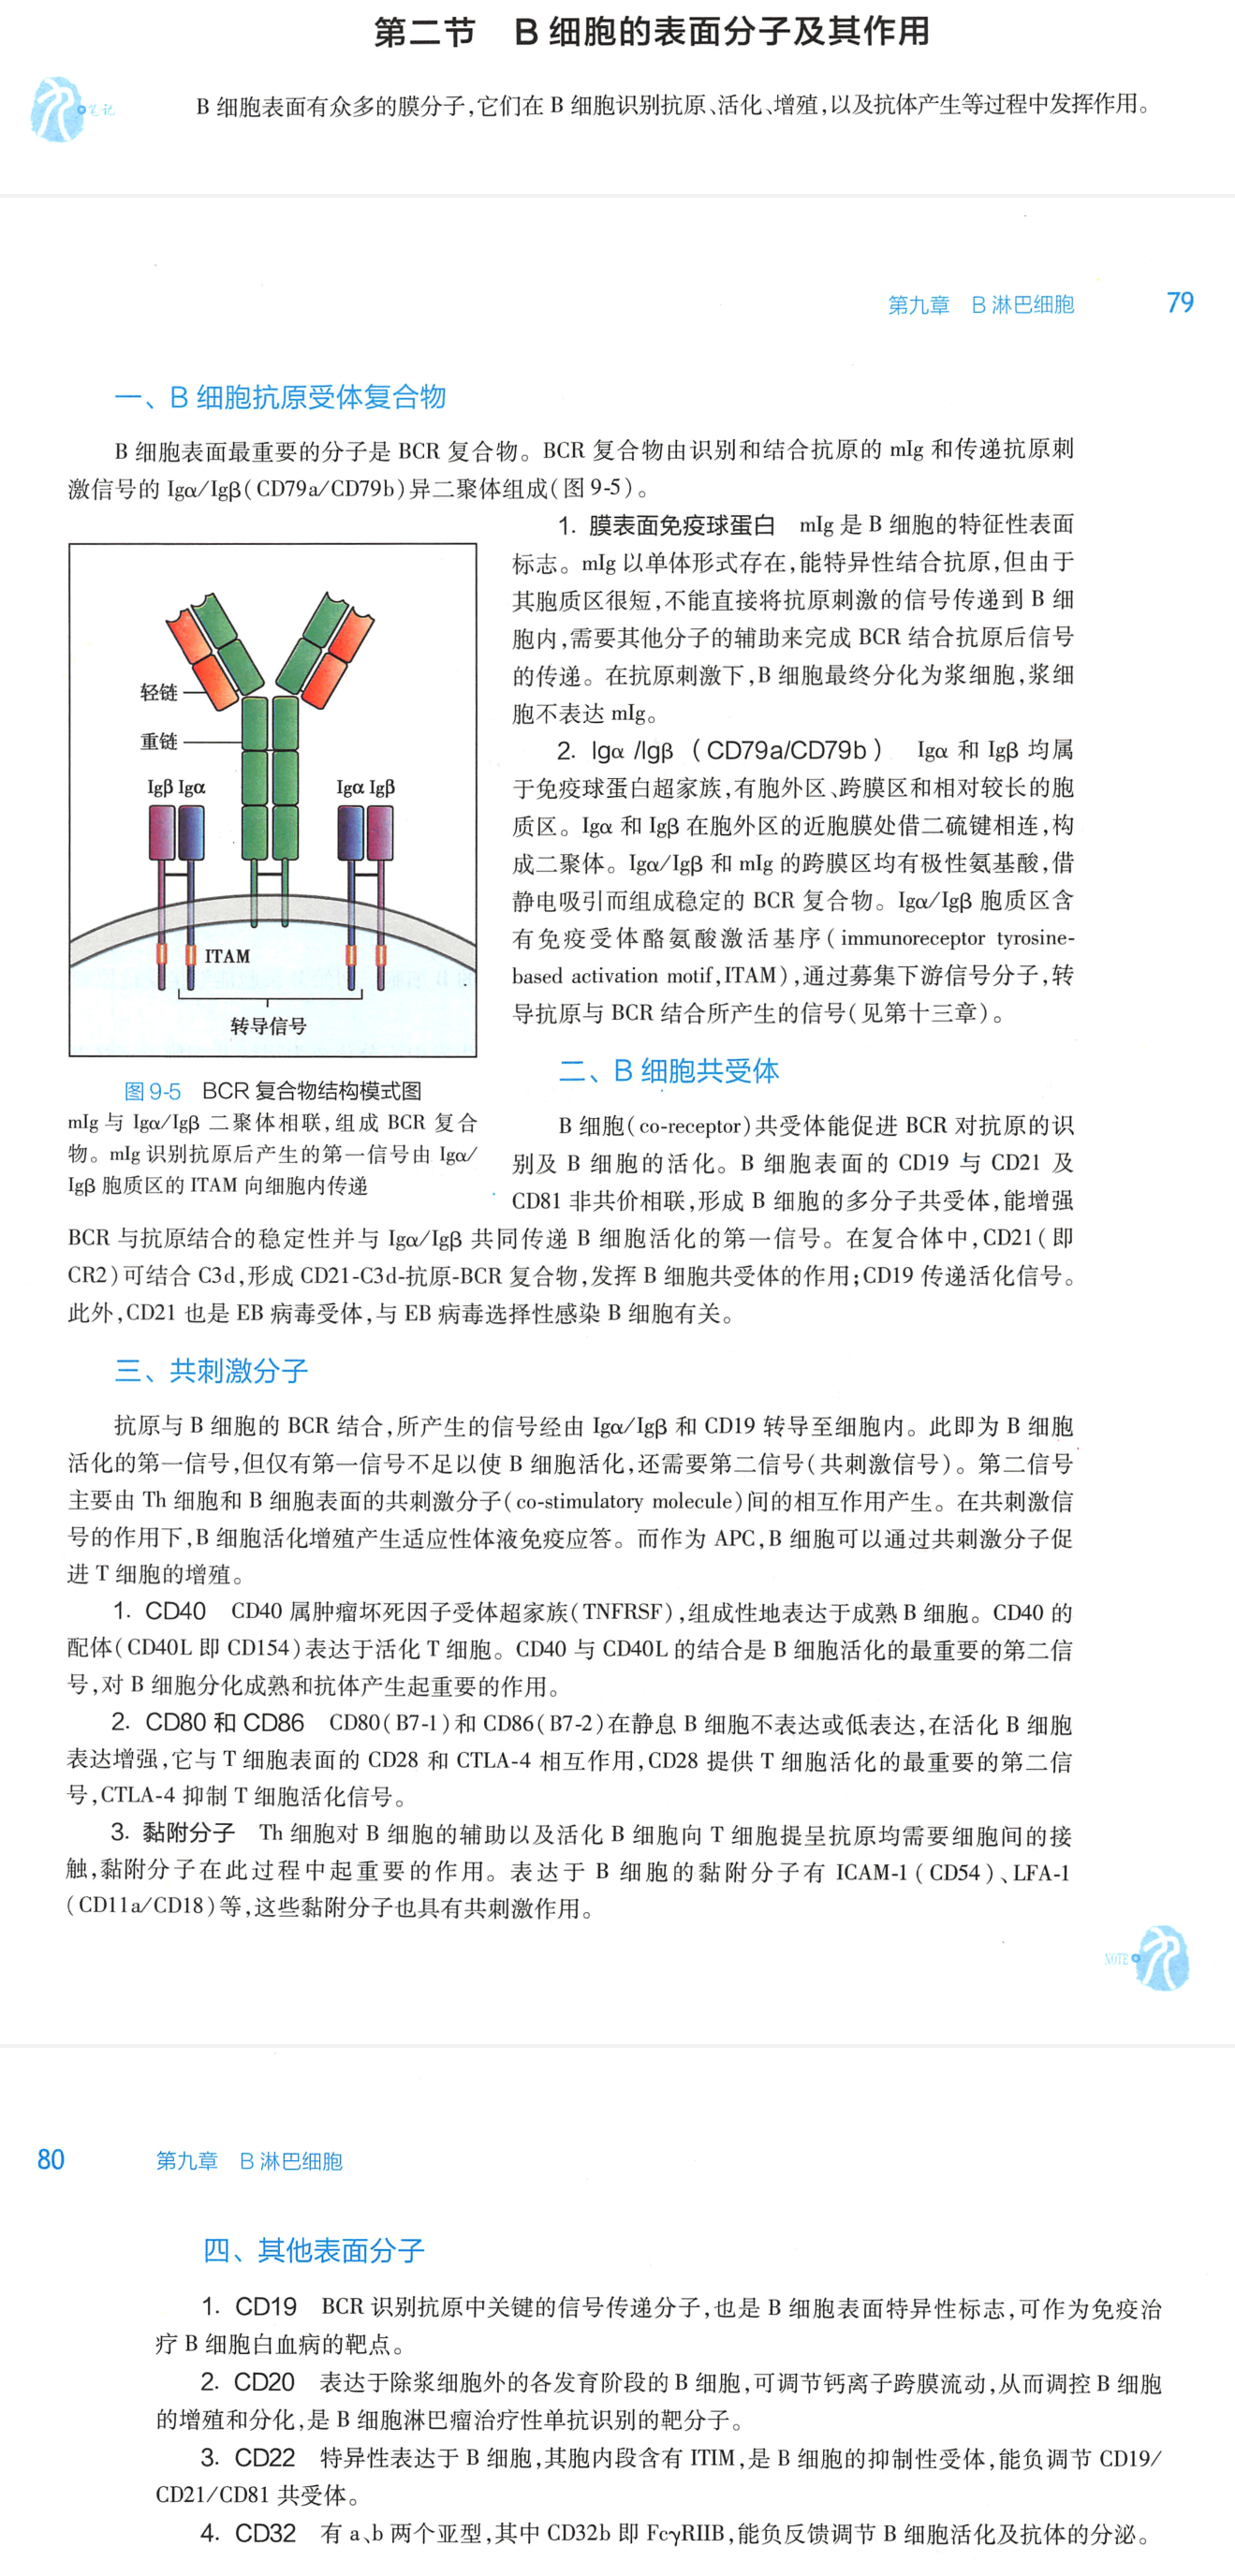 第二节 B 细胞的表面分子及其作用
笔记
B 细胞表面有众多的膜分子,它们在 B 细胞识别抗原、活化、增殖,以及抗体产生等过程中发挥作用。
第九章 B 淋巴细胞 79
一、B 细胞抗原受体复合物
B 细胞表面最重要的分子是 BCR 复合物。BCR 复合物由识别和结合抗原的 mIg 和传递抗原刺
激信号的 Igα/Igβ(CD79a/CD79b)异二聚体组成(图 9-5)。
1. 膜表面免疫球蛋白 mIg 是 B 细胞的特征性表面
标志。mIg 以单体形式存在,能特异性结合抗原,但由于
其胞质区很短,不能直接将抗原刺激的信号传递到 B 细
胞内,需要其他分子的辅助来完成 BCR 结合抗原后信号
的传递。在抗原刺激下,B 细胞最终分化为浆细胞,浆细
胞不表达 mIg。
2. Igα /Igβ (CD79a/CD79b) Igα 和 Igβ 均属
于免疫球蛋白超家族,有胞外区、跨膜区和相对较长的胞
质区。Igα 和 Igβ 在胞外区的近胞膜处借二硫键相连,构
成二聚体。Igα/Igβ 和 mIg 的跨膜区均有极性氨基酸,借
静电吸引而组成稳定的 BCR 复合物。Igα/Igβ 胞质区含
有免疫受体酪氨酸激活基序(immunoreceptor tyrosine-
based activation motif,ITAM),通过募集下游信号分子,转
导抗原与 BCR 结合所产生的信号(见第十三章)。
轻链
重链
Igβ Igα
Igα Igβ
ITAM
转导信号
图 9-5 BCR 复合物结构模式图
mIg 与 Igα/Igβ 二聚体相联,组成 BCR 复合
物。mIg 识别抗原后产生的第一信号由 Igα/
Igβ 胞质区的 ITAM 向细胞内传递
二、B 细胞共受体
B 细胞(co-receptor)共受体能促进 BCR 对抗原的识
别及 B 细胞的活化。B 细胞表面的 CD19 与 CD21 及
CD81 非共价相联,形成 B 细胞的多分子共受体,能增强
BCR 与抗原结合的稳定性并与 Igα/Igβ 共同传递 B 细胞活化的第一信号。在复合体中,CD21(即
CR2)可结合 C3d,形成 CD21-C3d-抗原-BCR 复合物,发挥 B 细胞共受体的作用;CD19 传递活化信号。
此外,CD21 也是 EB 病毒受体,与 EB 病毒选择性感染 B 细胞有关。
三、共刺激分子
抗原与 B 细胞的 BCR 结合,所产生的信号经由 Igα/Igβ 和 CD19 转导至细胞内。此即为 B 细胞
活化的第一信号,但仅有第一信号不足以使 B 细胞活化,还需要第二信号(共刺激信号)。第二信号
主要由 Th 细胞和 B 细胞表面的共刺激分子(co-stimulatory molecule)间的相互作用产生。在共刺激信
号的作用下,B 细胞活化增殖产生适应性体液免疫应答。而作为 APC,B 细胞可以通过共刺激分子促
进 T 细胞的增殖。
1. CD40 CD40 属肿瘤坏死因子受体超家族(TNFRSF),组成性地表达于成熟 B 细胞。CD40 的
配体(CD40L 即 CD154)表达于活化 T 细胞。CD40 与 CD40L 的结合是 B 细胞活化的最重要的第二信
号,对 B 细胞分化成熟和抗体产生起重要的作用。
2. CD80 和 CD86 CD80(B7-1)和 CD86(B7-2)在静息 B 细胞不表达或低表达,在活化 B 细胞
表达增强,它与 T 细胞表面的 CD28 和 CTLA-4 相互作用,CD28 提供 T 细胞活化的最重要的第二信
号,CTLA-4 抑制 T 细胞活化信号。
3. 黏附分子 Th 细胞对 B 细胞的辅助以及活化 B 细胞向 T 细胞提呈抗原均需要细胞间的接
触,黏附分子在此过程中起重要的作用。表达于 B 细胞的黏附分子有 ICAM-1(CD54)、LFA-1
(CD11a/CD18)等,这些黏附分子也具有共刺激作用。
NOTE
80 第九章 B 淋巴细胞
四、其他表面分子
1. CD19 BCR 识别抗原中关键的信号传递分子,也是 B 细胞表面特异性标志,可作为免疫治
疗 B 细胞白血病的靶点。
2. CD20 表达于除浆细胞外的各发育阶段的 B 细胞,可调节钙离子跨膜流动,从而调控 B 细胞
的增殖和分化,是 B 细胞淋巴瘤治疗性单抗识别的靶分子。
3. CD22 特异性表达于 B 细胞,其胞内段含有 ITIM,是 B 细胞的抑制性受体,能负调节 CD19/
CD21/CD81 共受体。
4. CD32 有 a、b 两个亚型,其中 CD32b 即 FcγRIIB,能负反馈调节 B 细胞活化及抗体的分泌。